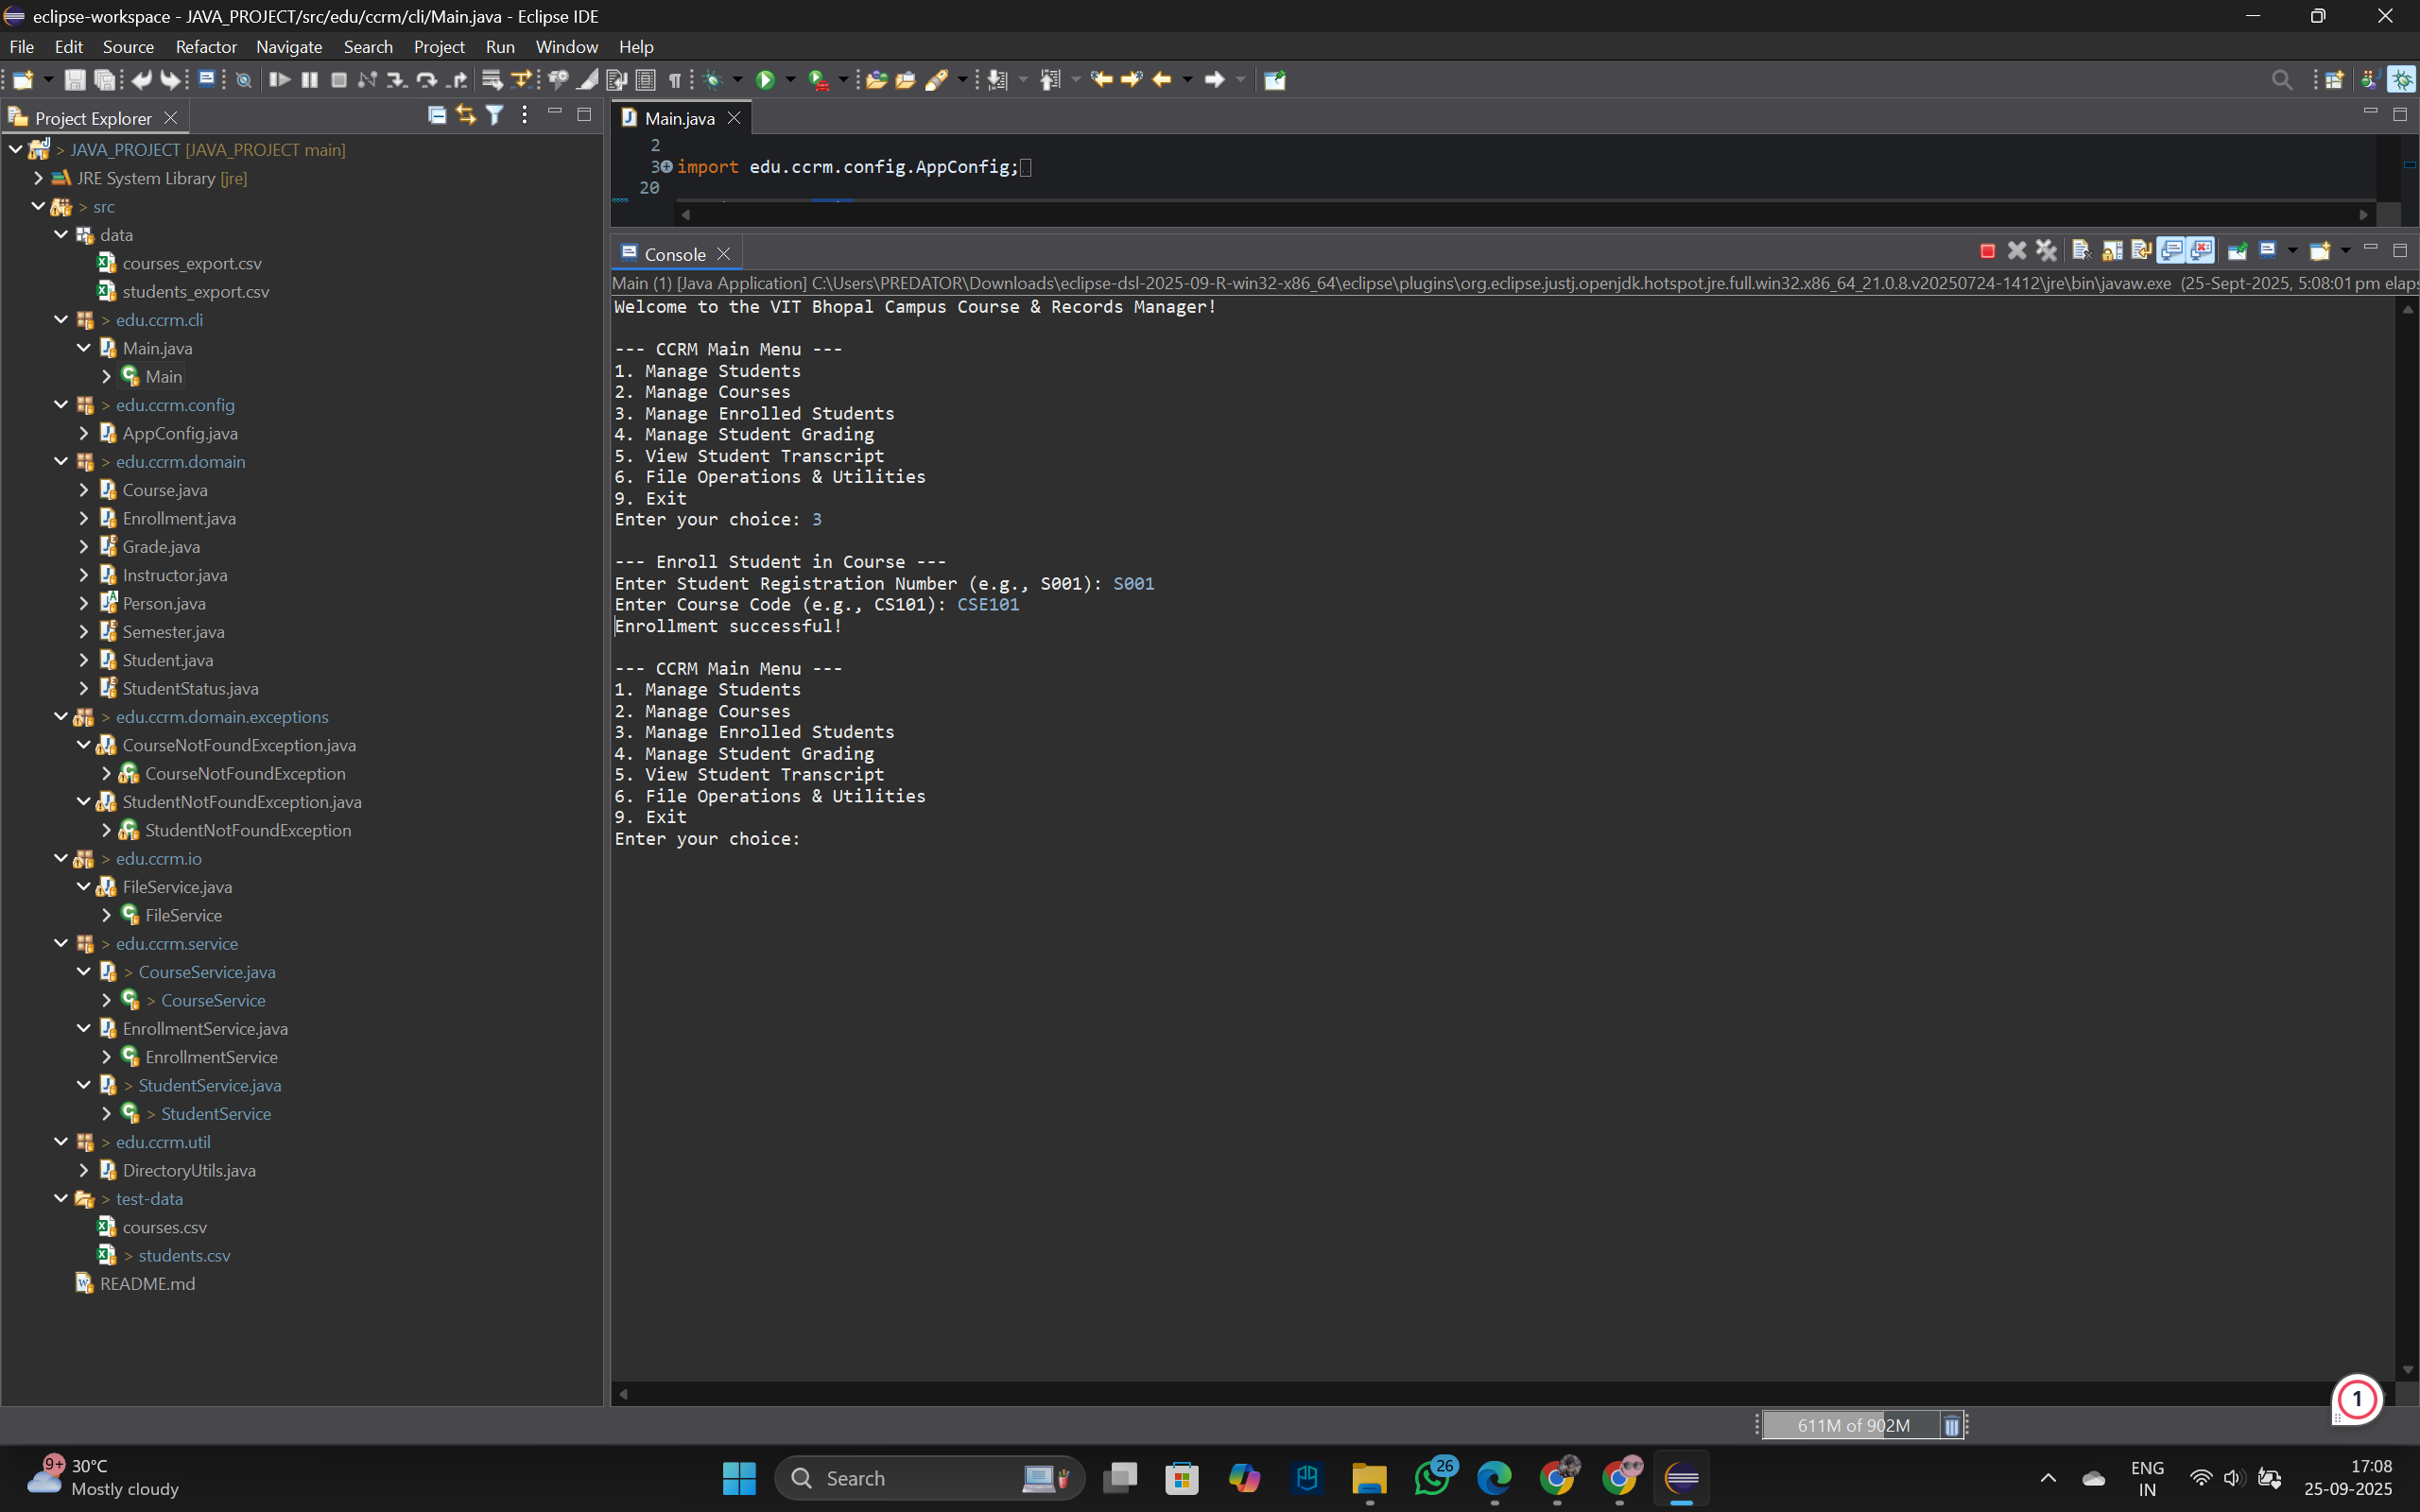 eclipse-workspace - JAVA_PROJECT/src/edu/ccrm/cli/Main.java - Eclipse IDE
File Edit Source Refactor Navigate Search Project Run Window Help
Project Explorer
> JAVA_PROJECT [JAVA_PROJECT main]
JRE System Library [jre]
> src
data
courses_export.csv
students_export.csv
> edu.ccrm.cli
Main.java
Main
> edu.ccrm.config
AppConfig.java
> edu.ccrm.domain
Course.java
Enrollment.java
Grade.java
Instructor.java
Person.java
Semester.java
Student.java
StudentStatus.java
> edu.ccrm.domain.exceptions
CourseNotFoundException.java
CourseNotFoundException
StudentNotFoundException.java
StudentNotFoundException
> edu.ccrm.io
FileService.java
FileService
> edu.ccrm.service
> CourseService.java
> CourseService
EnrollmentService.java
EnrollmentService
> StudentService.java
> StudentService
> edu.ccrm.util
DirectoryUtils.java
> test-data
courses.csv
> students.csv
README.md
Main.java
2
3 import edu.ccrm.config.AppConfig;
20
Console
Main (1) [Java Application] C:\Users\PREDATOR\Downloads\eclipse-dsl-2025-09-R-win32-x86_64\eclipse\plugins\org.eclipse.justj.openjdk.hotspot.jre.full.win32.x86_64_21.0.8.v20250724-1412\jre\bin\javaw.exe (25-Sept-2025, 5:08:01 pm elaps
Welcome to the VIT Bhopal Campus Course & Records Manager!
--- CCRM Main Menu ---
1. Manage Students
2. Manage Courses
3. Manage Enrolled Students
4. Manage Student Grading
5. View Student Transcript
6. File Operations & Utilities
9. Exit
Enter your choice: 3
--- Enroll Student in Course ---
Enter Student Registration Number (e.g., S001): S001
Enter Course Code (e.g., CS101): CSE101
Enrollment successful!
--- CCRM Main Menu ---
1. Manage Students
2. Manage Courses
3. Manage Enrolled Students
4. Manage Student Grading
5. View Student Transcript
6. File Operations & Utilities
9. Exit
Enter your choice:
1
611M of 902M
9+ 30°C
Mostly cloudy
Search
26
ENG
IN
17:08
25-09-2025